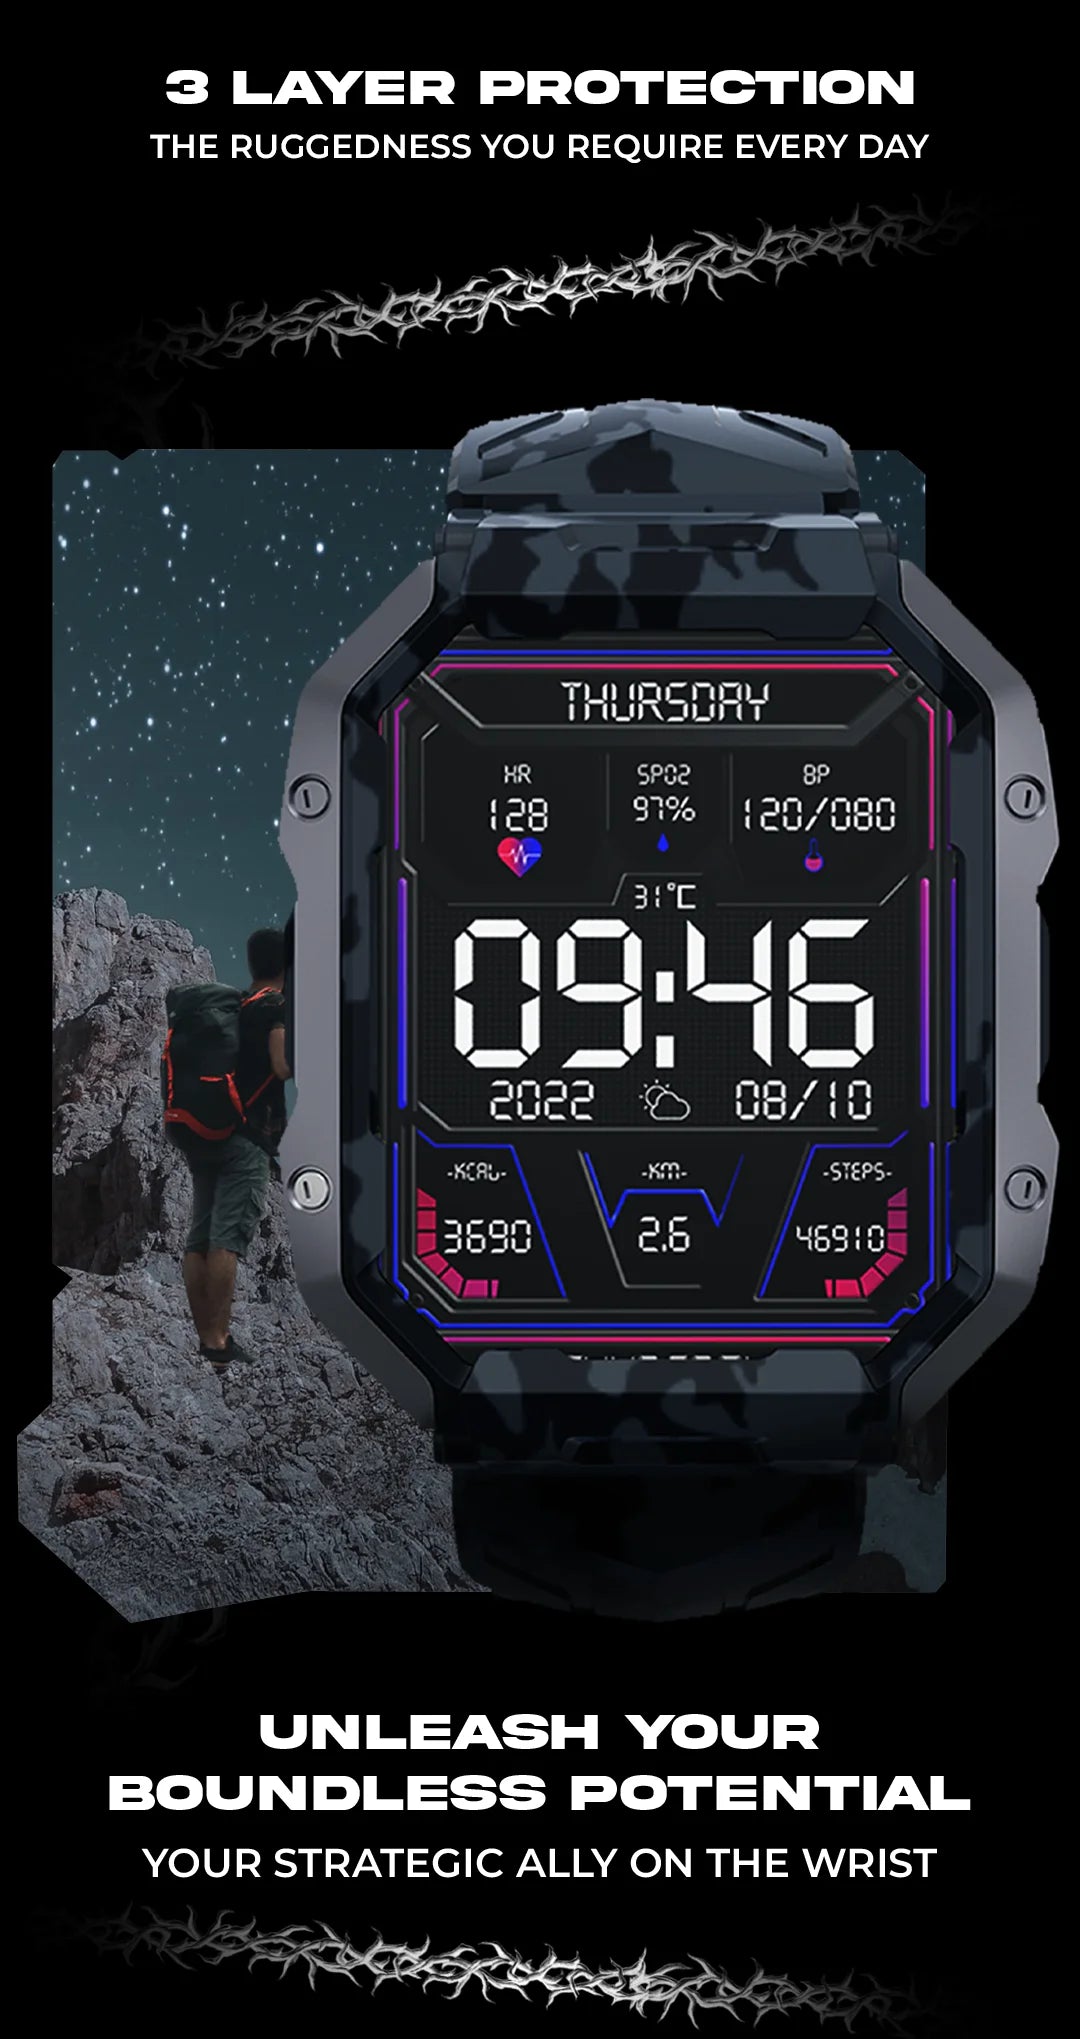 3 LAYER PROTECTION
THE RUGGEDNESS YOU REQUIRE EVERY DAY
THURSDAY
HR SPO2 BP
128 97% 120/080
31°C
09:46
2022 08/10
-KCAL- -KM- -STEPS-
3690 2.6 46910
UNLEASH YOUR
BOUNDLESS POTENTIAL
YOUR STRATEGIC ALLY ON THE WRIST